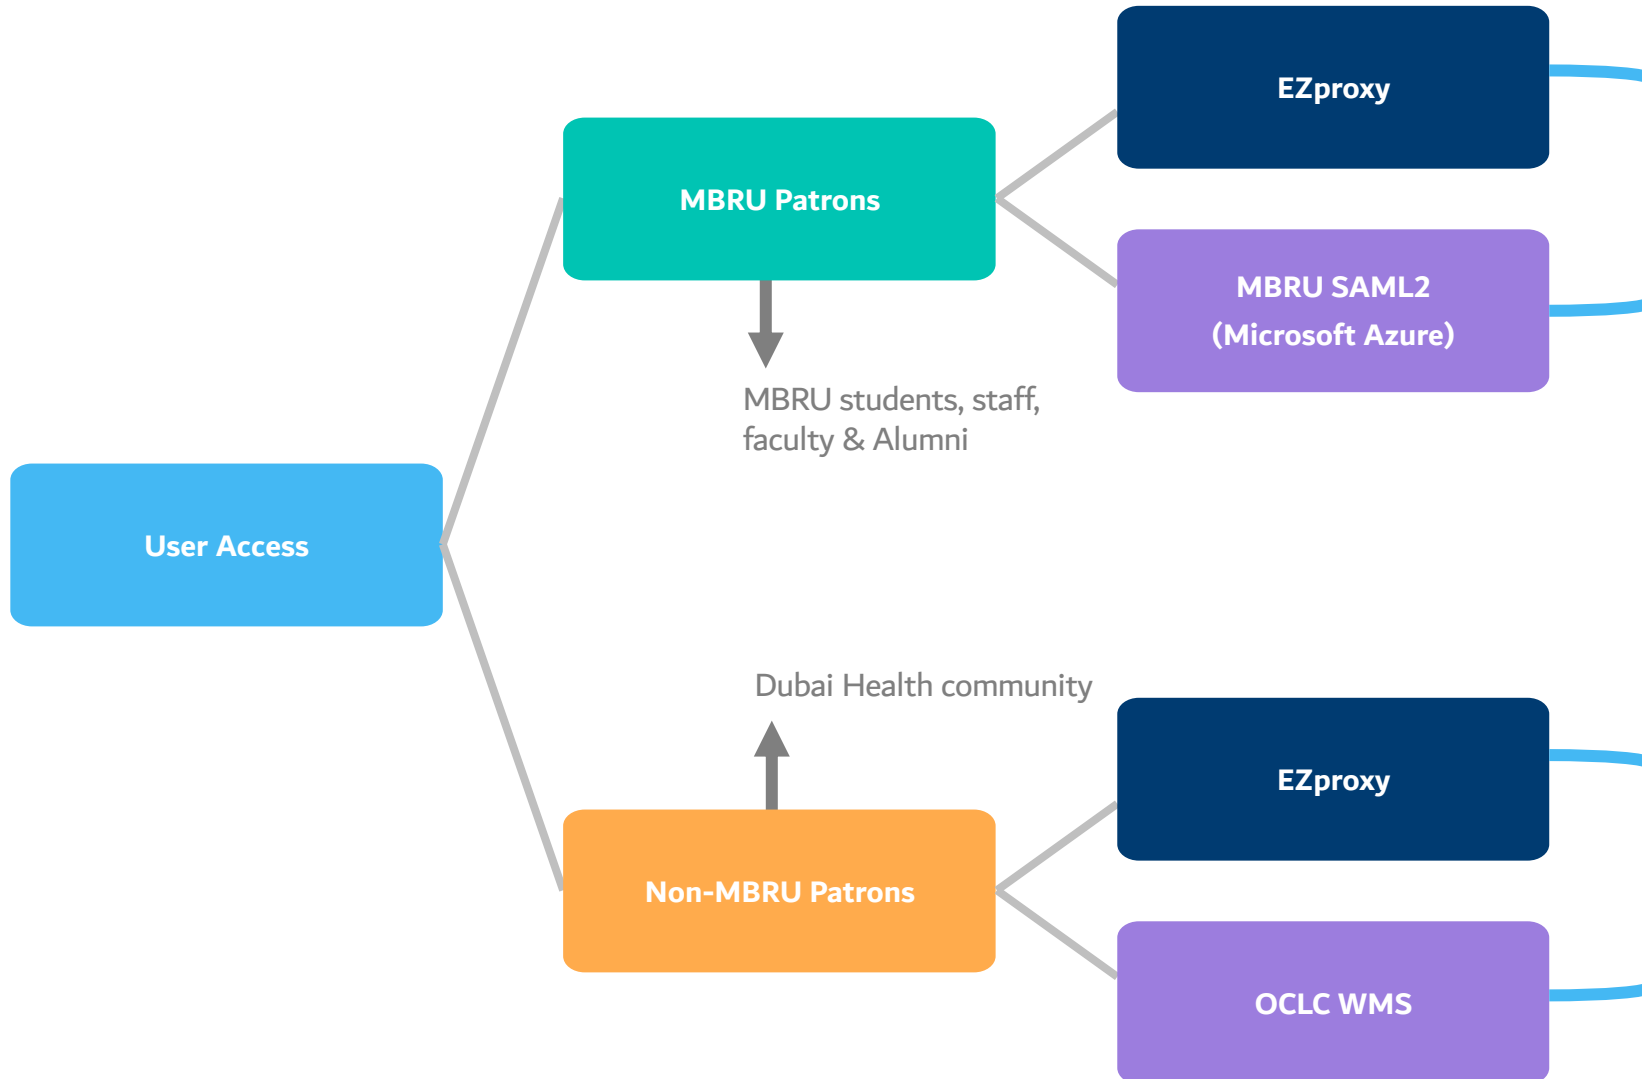 EZproxy
MBRU Patrons
MBRU SAML2
(Microsoft Azure)
MBRU students, staff,
faculty & Alumni
User Access
Dubai Health community
EZproxy
Non-MBRU Patrons
OCLC WMS